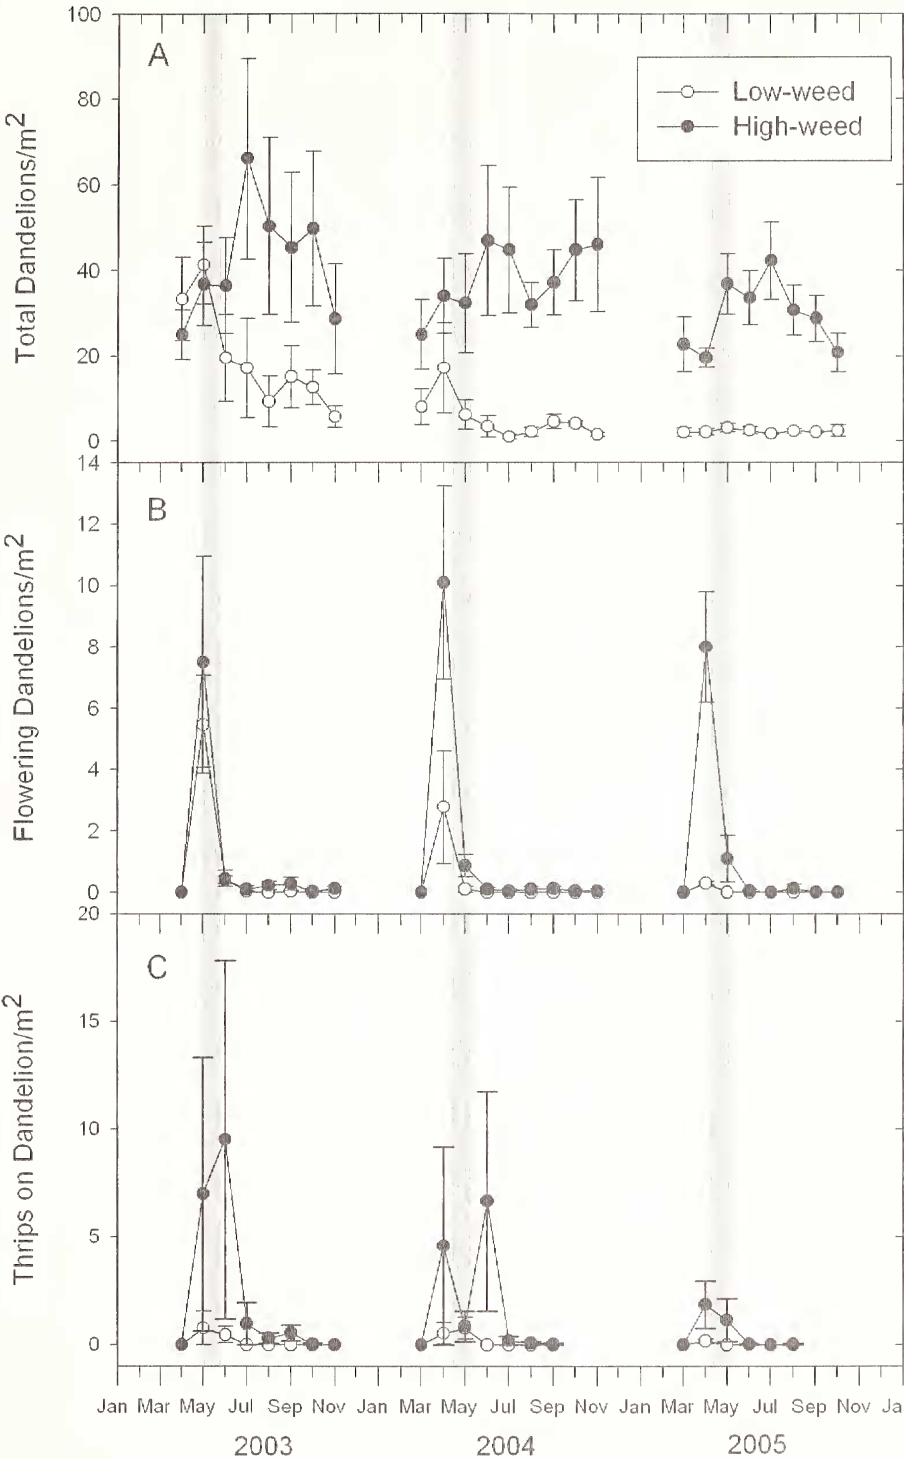 100
80
60
40
20
0
Total Dandelions/m²
A
Low-weed
High-weed
14
12
10
8
6
4
2
0
Flowering Dandelions/m²
B
20
15
10
5
0
Thrips on Dandelion/m²
C
Jan Mar May Jul Sep Nov Jan Mar May Jul Sep Nov Jan Mar May Jul Sep Nov Ja
2003 2004 2005